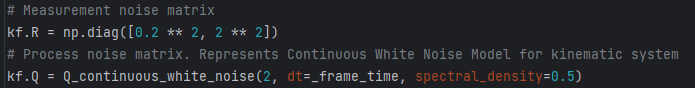 # Measurement noise matrix
kf.R = np.diag([0.2 ** 2, 2 ** 2])
# Process noise matrix. Represents Continuous White Noise Model for kinematic system
kf.Q = Q_continuous_white_noise(2, dt=_frame_time, spectral_density=0.5)